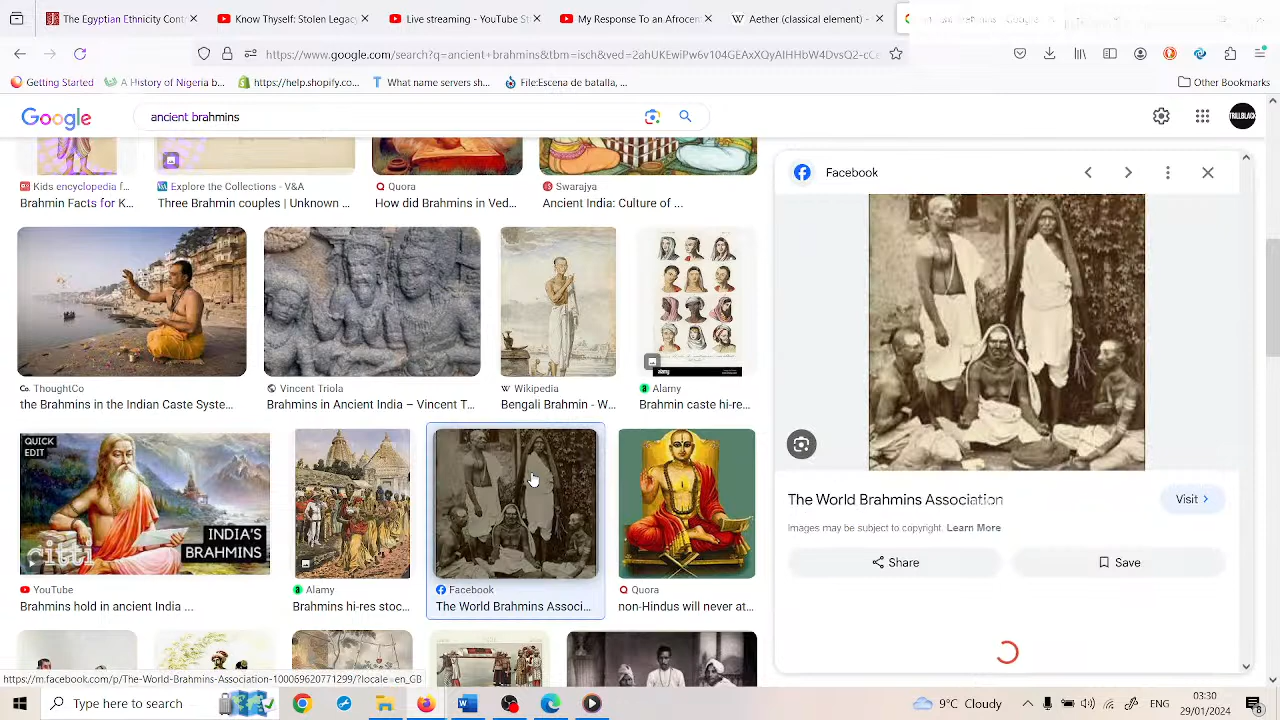 The Egyptian Ethnicity Cont
Know Thyself: Stolen Legacy
Live streaming - YouTube St
My Response To an Afrocen
Aether (classical element) -
https://www.google.com/search?q=ancient+brahmins&tbm=isch&ved=2ahUKEwiPw6v104GEAxXQyAIHHbW4DvsQ2-cCe
Getting Started
A History of Nigeria b...
https://help.shopify.co...
What name servers sh...
File:Escena de batalla, ...
Other Bookmarks
Google
ancient brahmins
TRILLBLACK
Kids encyclopedia f...
Explore the Collections - V&A
Quora
Swarajya
Brahmin Facts for K...
Three Brahmin couples | Unknown ...
How did Brahmins in Ved...
Ancient India: Culture of ...
Facebook
ThoughtCo
Vincent Triola
Wikipedia
alamy
Alamy
the Brahmins in the Indian Caste Syste...
Brahmins in Ancient India – Vincent T...
Bengali Brahmin - W...
Brahmin caste hi-re...
QUICK
EDIT
INDIA'S
BRAHMINS
citti
YouTube
Alamy
Facebook
Quora
Brahmins hold in ancient India ...
Brahmins hi-res stoc...
The World Brahmins Associ...
non-Hindus will never at...
The World Brahmins Association
Visit
Images may be subject to copyright. Learn More
Share
Save
m.facebook.com/p/The-World-Brahmins-Association-100089620771299/?locale=en_GB
Type here to search
9°C Cloudy
ENG
03:30
29/01/2024
8